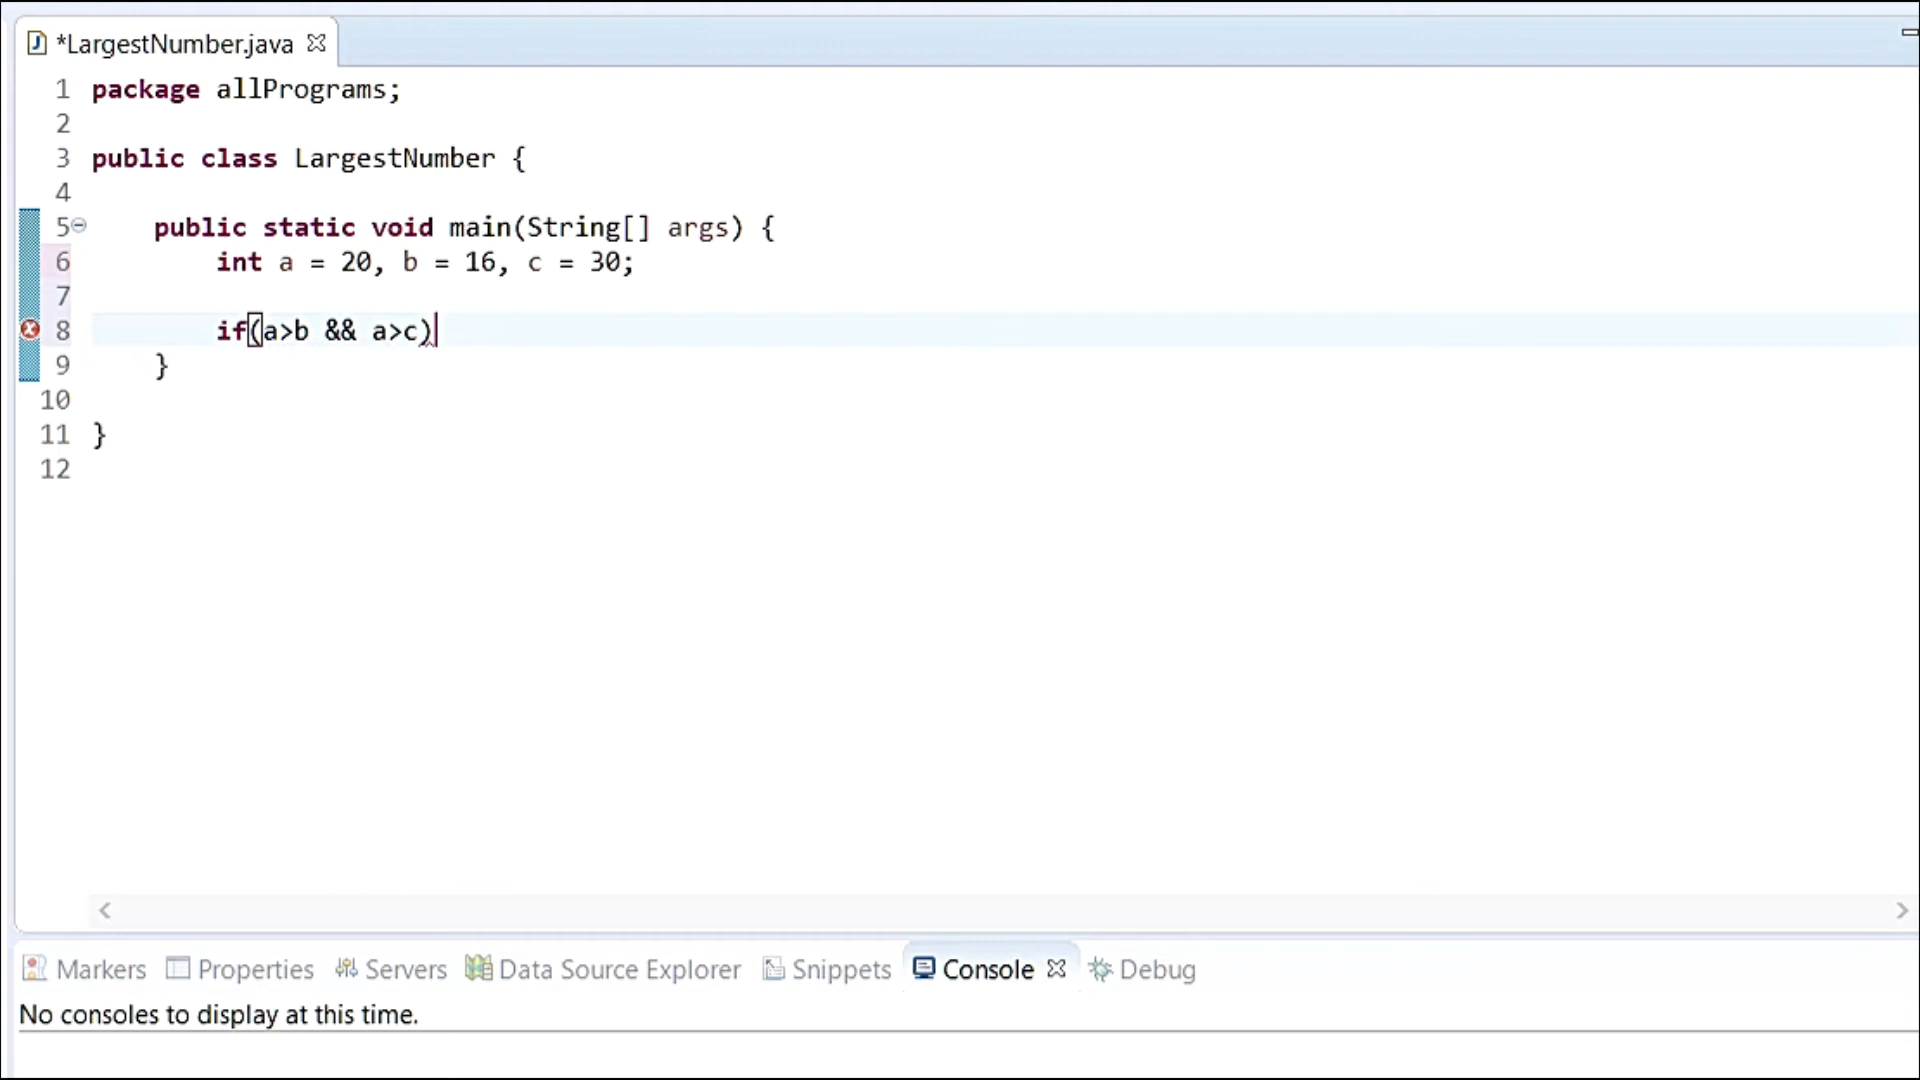 *LargestNumber.java
1 package allPrograms;
2
3 public class LargestNumber {
4
5 public static void main(String[] args) {
6 int a = 20, b = 16, c = 30;
7
8 if(a>b && a>c)
9 }
10
11 }
12
Markers Properties Servers Data Source Explorer Snippets Console Debug
No consoles to display at this time.